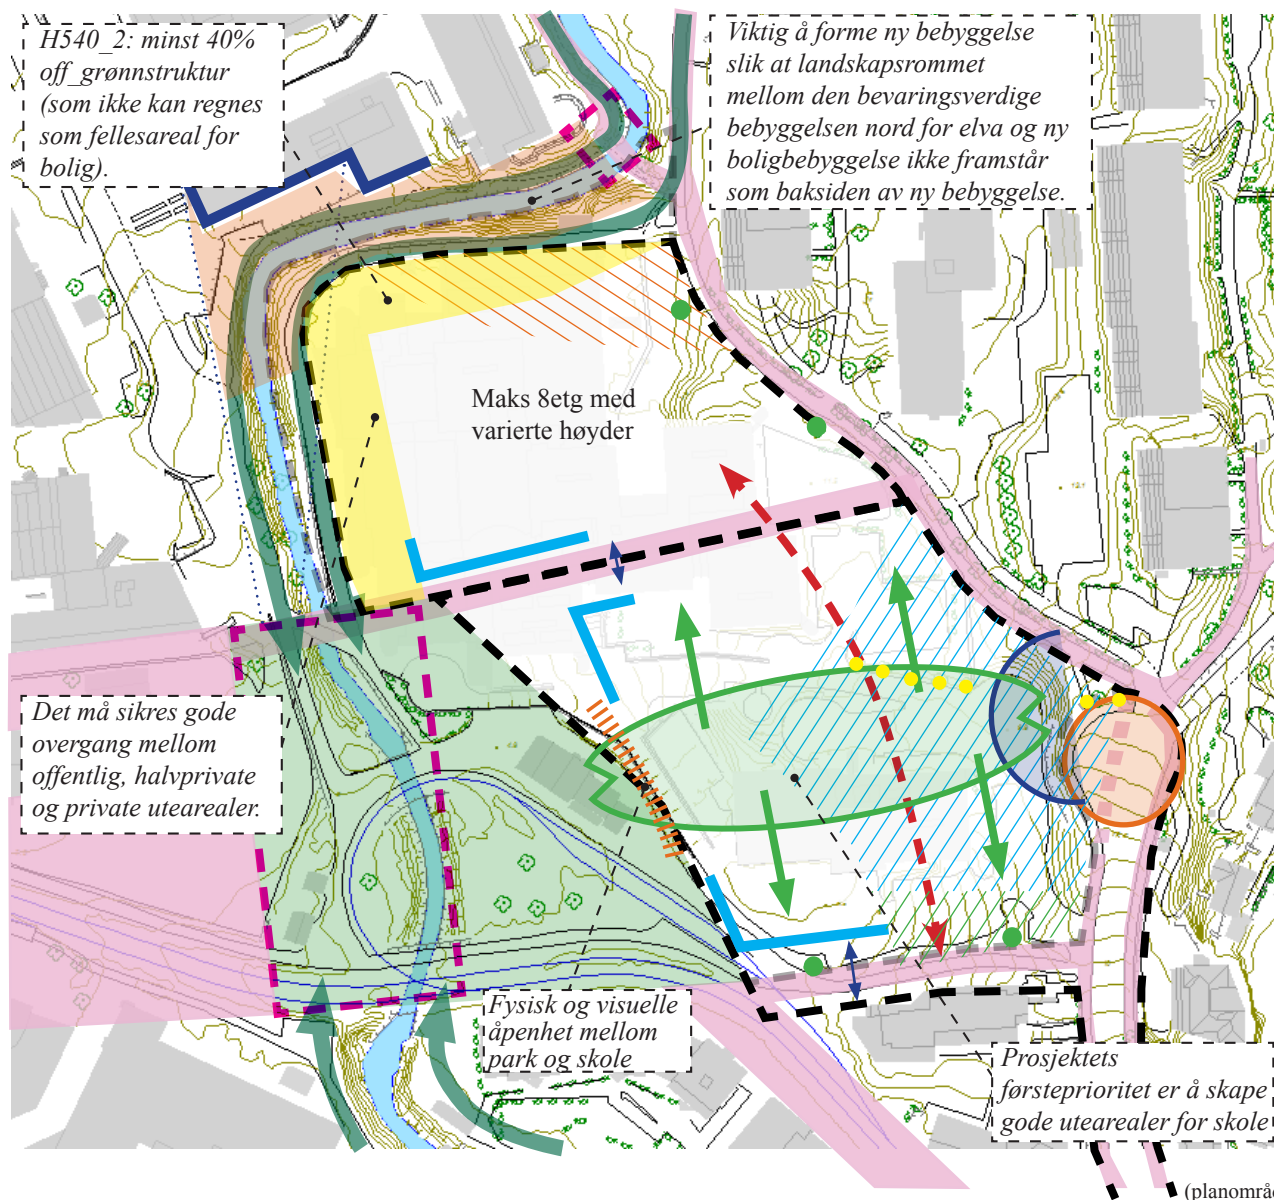 H540_2: minst 40%
off_grønnstruktur
(som ikke kan regnes
som fellesareal for
bolig).
Viktig å forme ny bebyggelse
slik at landskapsrommet
mellom den bevaringsverdige
bebyggelsen nord for elva og ny
boligbebyggelse ikke framstår
som baksiden av ny bebyggelse.
Maks 8etg med
varierte høyder
Det må sikres gode
overgang mellom
offentlig, halvprivate
og private utearealer.
Fysisk og visuelle
åpenhet mellom
park og skole
Prosjektets
førsteprioritet er å skape
gode utearealer for skole
(planområd